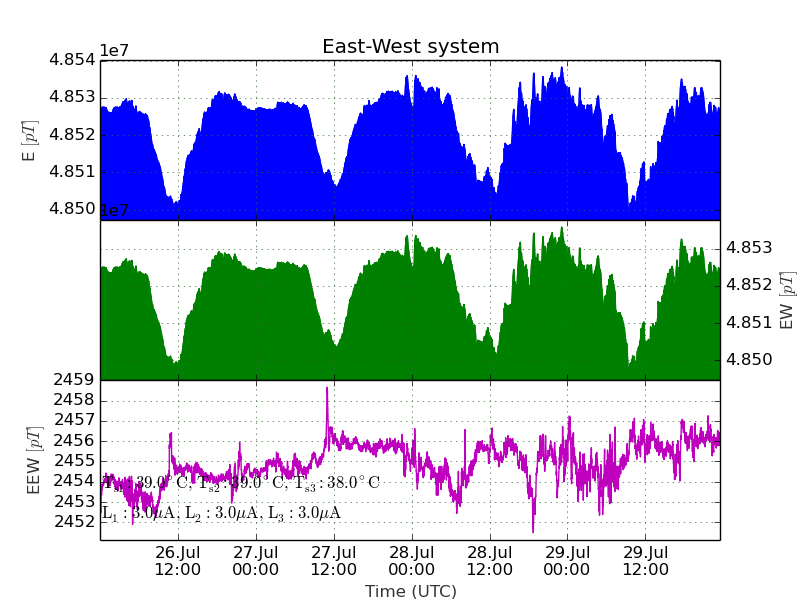 East-West system
1e7
4.854
4.853
4.852
4.851
4.850
E [pT]
1e7
4.853
4.852
4.851
4.850
EW [pT]
2459
2458
2457
2456
2455
2454
2453
2452
EEW [pT]
T_s1 : 39.0°C, T_s2 : 39.0°C, T_s3 : 38.0°C
L_1 : 3.0μA, L_2 : 3.0μA, L_3 : 3.0μA
26.Jul 27.Jul 27.Jul 28.Jul 28.Jul 29.Jul 29.Jul
12:00 00:00 12:00 00:00 12:00 00:00 12:00
Time (UTC)